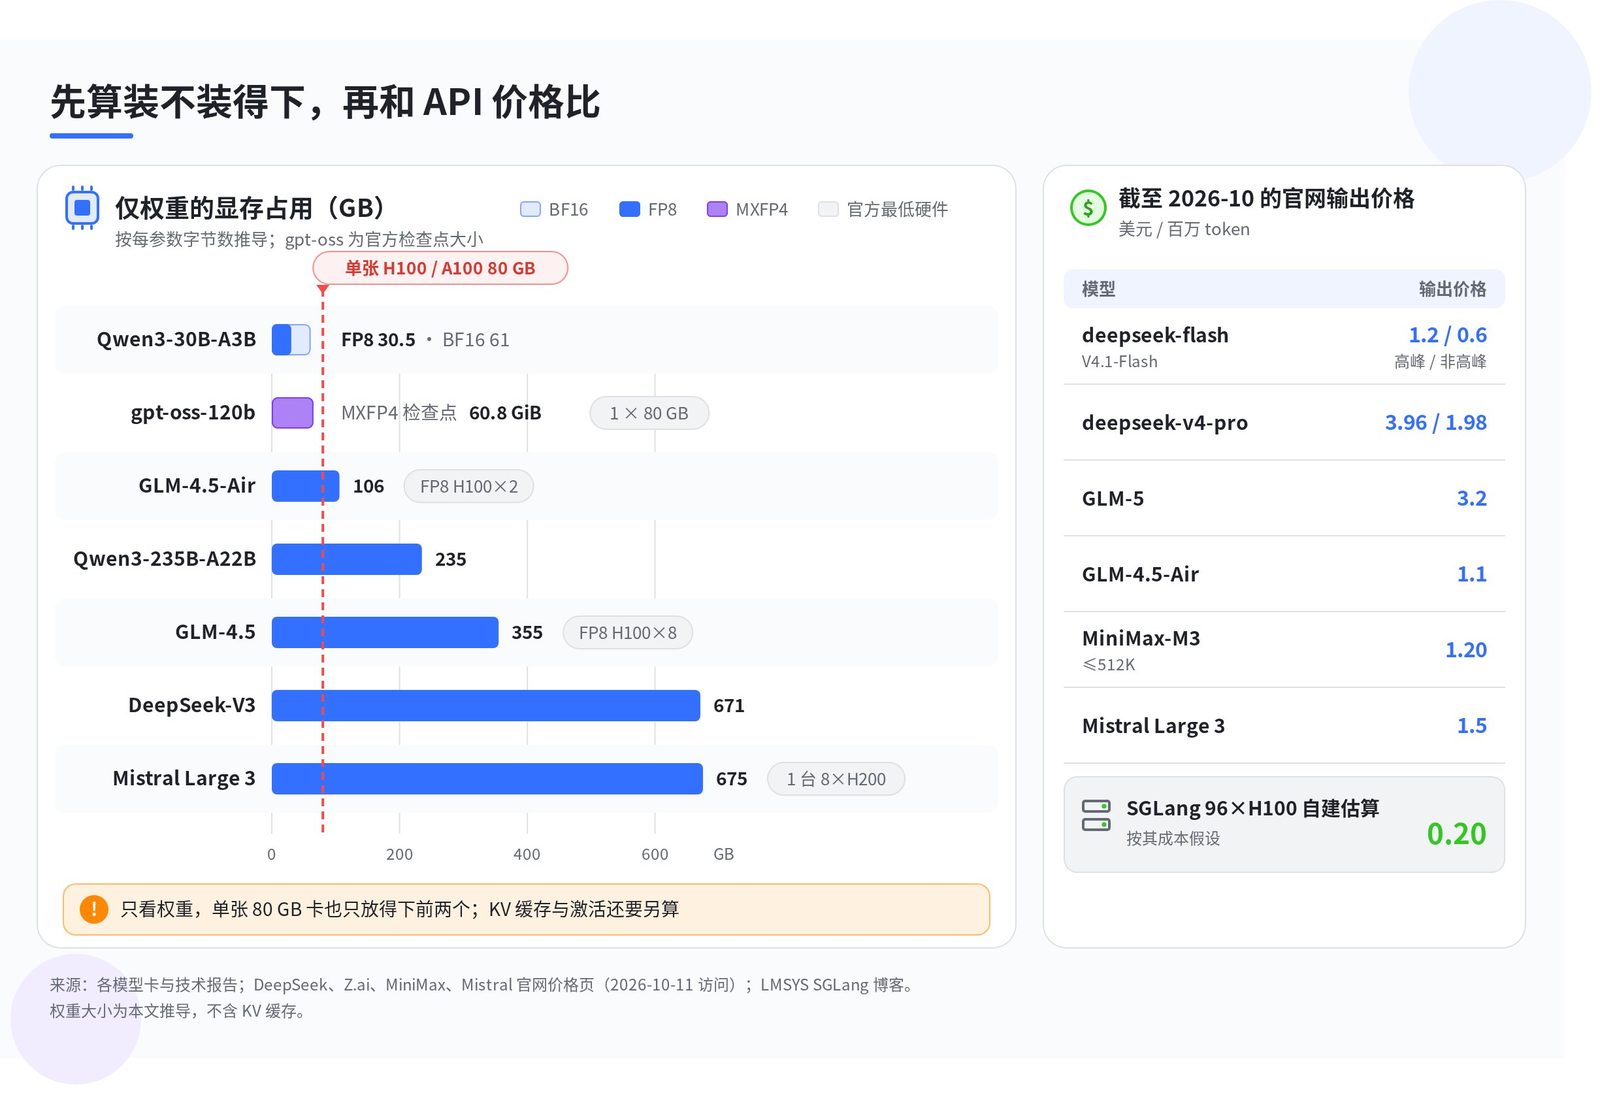 先算装不装得下，再和 API 价格比
仅权重的显存占用（GB）
BF16
FP8
MXFP4
官方最低硬件
按每参数字节数推导；gpt-oss 为官方检查点大小
单张 H100 / A100 80 GB
Qwen3-30B-A3B
FP8 30.5 · BF16 61
gpt-oss-120b
MXFP4 检查点 60.8 GiB
1 × 80 GB
GLM-4.5-Air
106
FP8 H100×2
Qwen3-235B-A22B
235
GLM-4.5
355
FP8 H100×8
DeepSeek-V3
671
Mistral Large 3
675
1 台 8×H200
0
200
400
600
GB
只看权重，单张 80 GB 卡也只放得下前两个；KV 缓存与激活还要另算
截至 2026-10 的官网输出价格
美元 / 百万 token
模型
输出价格
deepseek-flash
1.2 / 0.6
V4.1-Flash
高峰 / 非高峰
deepseek-v4-pro
3.96 / 1.98
GLM-5
3.2
GLM-4.5-Air
1.1
MiniMax-M3
1.20
≤512K
Mistral Large 3
1.5
SGLang 96×H100 自建估算
按其成本假设
0.20
来源：各模型卡与技术报告；DeepSeek、Z.ai、MiniMax、Mistral 官网价格页（2026-10-11 访问）；LMSYS SGLang 博客。
权重大小为本文推导，不含 KV 缓存。